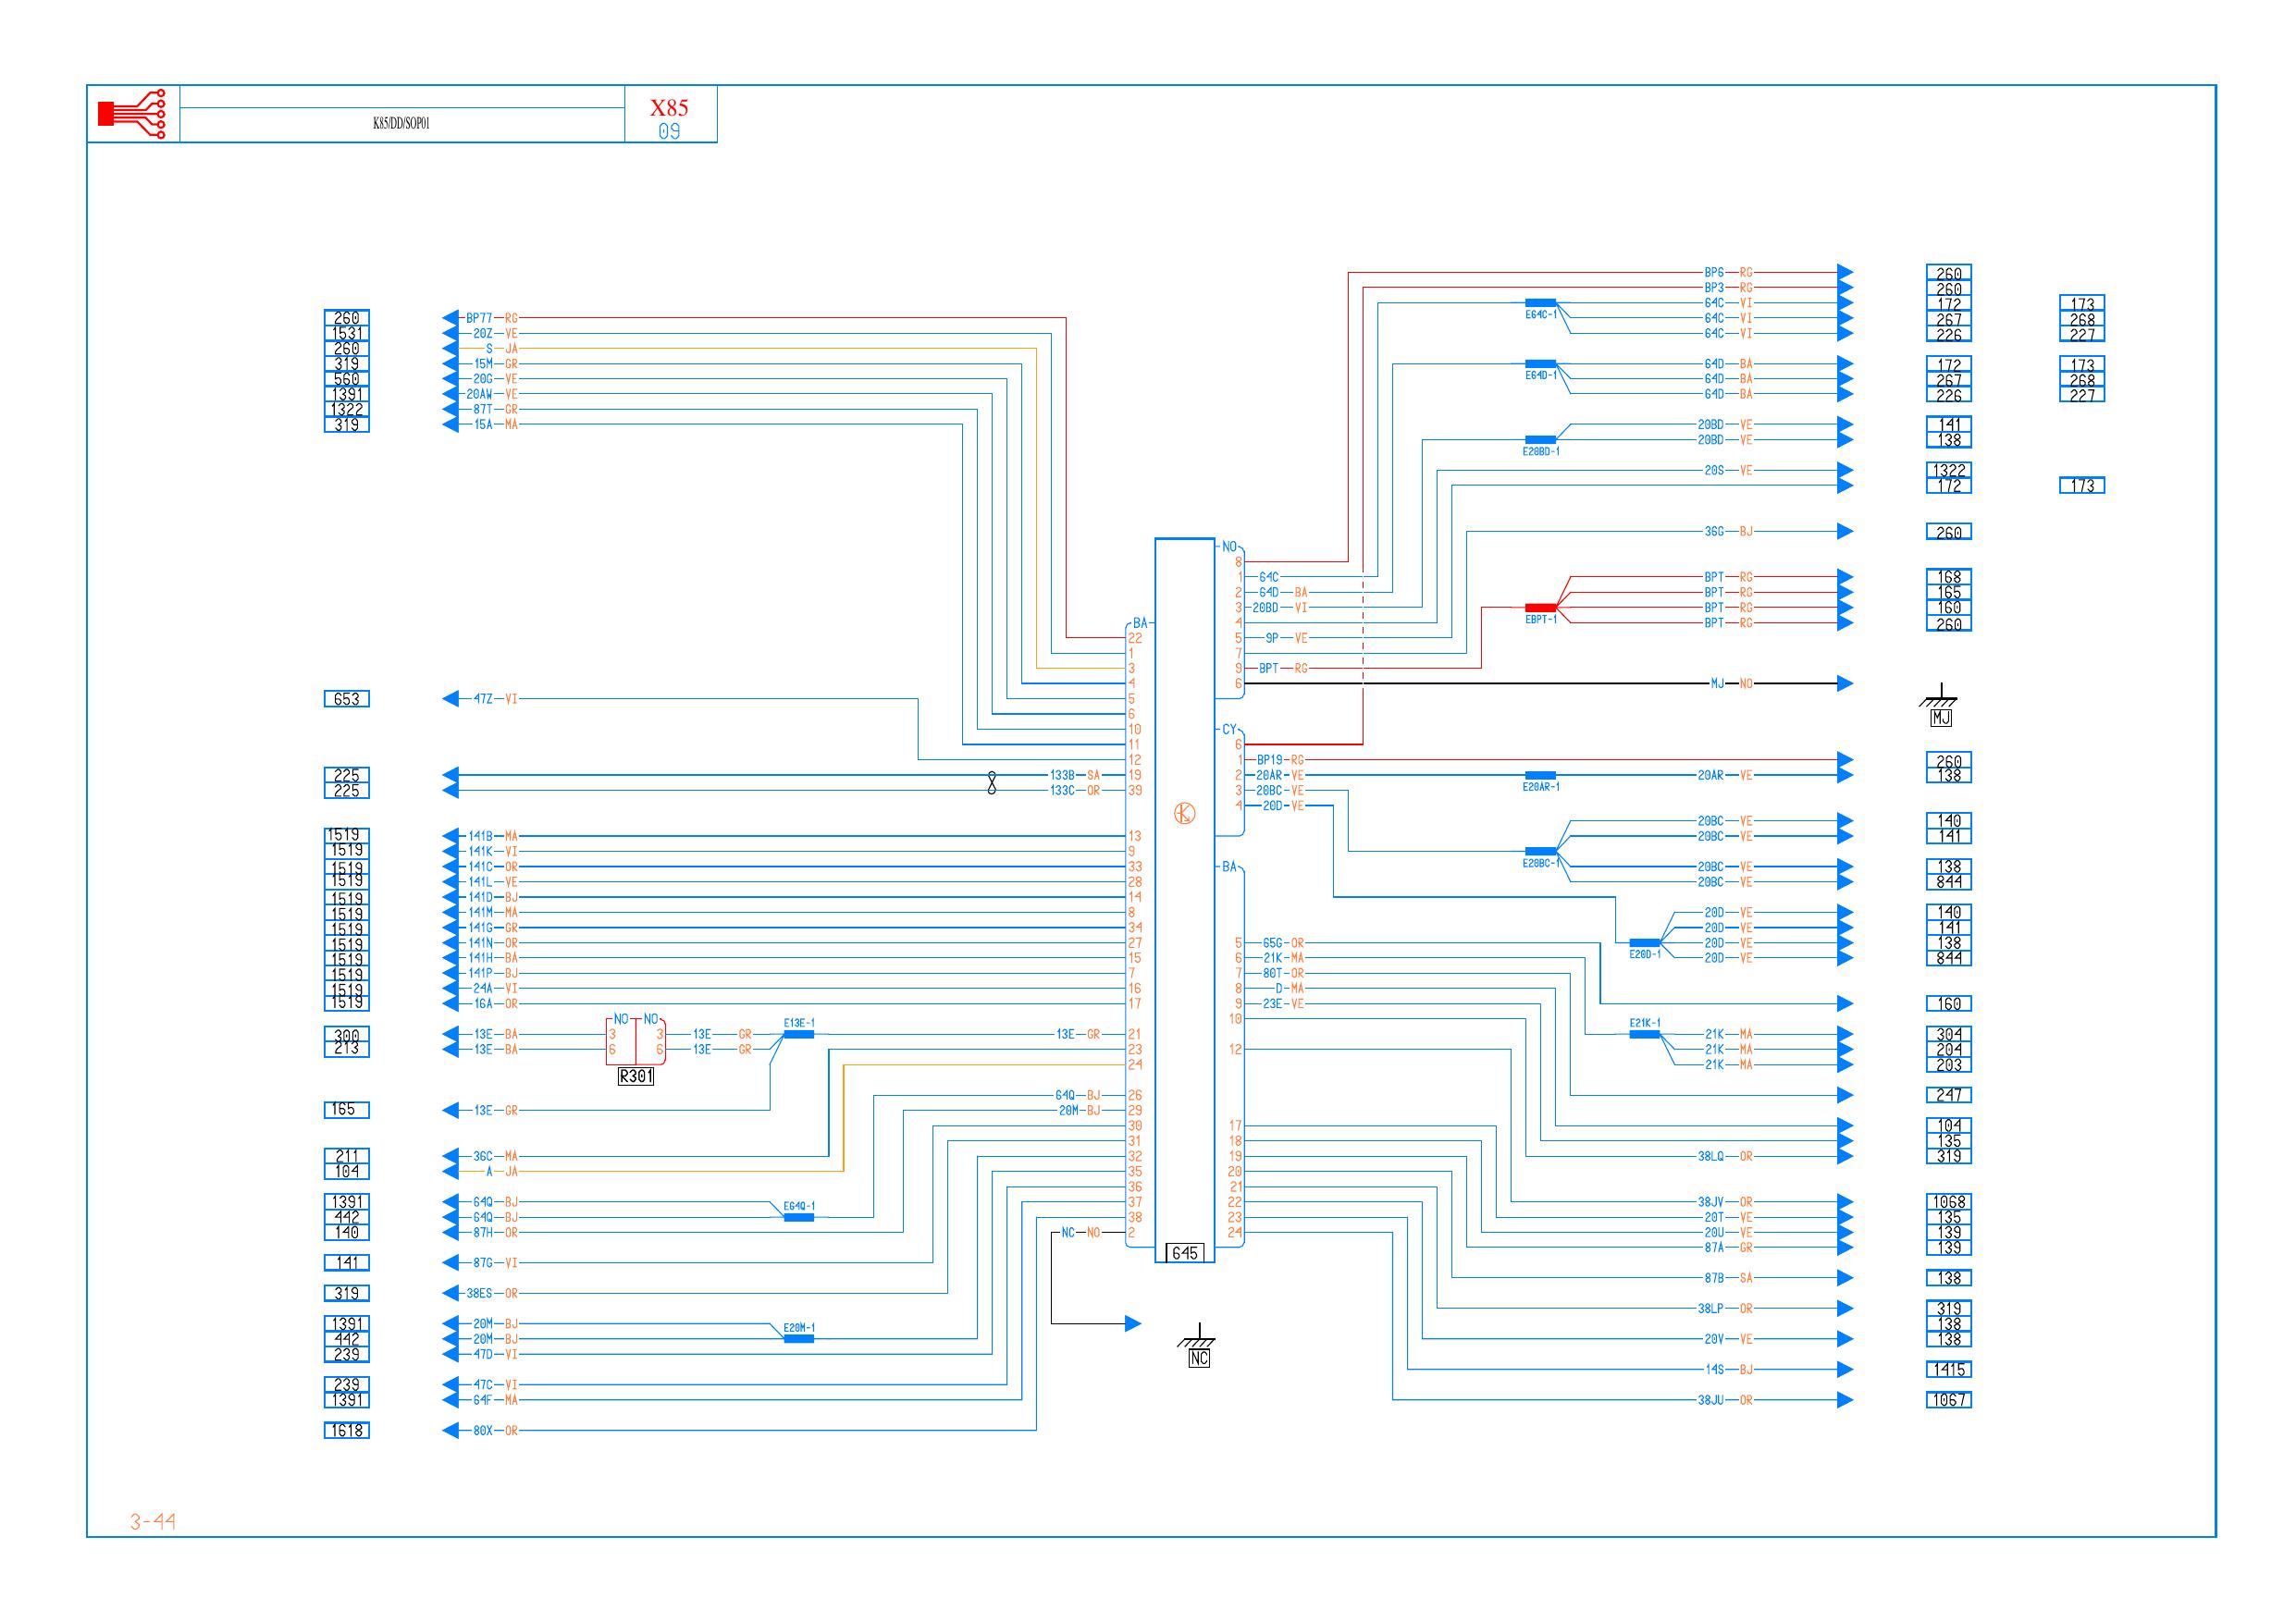 K85/DD/SOP01
X85
09
260 BP77 RG
1531 20Z VE
260 S JA
319 15M GR
560 20G VE
1391 20AW VE
1322 87T GR
319 15A MA
653 47Z VI
225 133B SA
225 133C OR
1519 141B MA
1519 141K VI
1519 141C OR
1519 141L VE
1519 141D BJ
1519 141M MA
1519 141G GR
1519 141N OR
1519 141H BA
1519 141P BJ
1519 24A VI
1519 16A OR
NO NO
300 13E BA 3 3 13E GR E13E-1 13E GR
213 13E BA 6 6 13E GR
R301
165 13E GR
211 36C MA
104 A JA
64Q BJ
20M BJ
1391 64Q BJ E64Q-1
442 64Q BJ
140 87H OR
141 87G VI
319 38ES OR
1391 20M BJ E20M-1
442 20M BJ
239 47D VI
239 47C VI
1391 64F MA
1618 80X OR
NC NO
NC
BA
22
1
3
4
5
6
10
11
12
19
39
13
9
33
28
14
8
34
27
15
7
16
17
21
23
24
26
29
30
31
32
35
36
37
38
2
645
NO
8
1 64C
2 64D BA
3 20BD VI
4
5 9P VE
7
9 BPT RG
6
CY
6
1 BP19 RG
2 20AR VE
3 20BC VE
4 20D VE
BA
5 65G OR
6 21K MA
7 80T OR
8 D MA
9 23E VE
10
12
17
18
19
20
21
22
23
24
BP6 RG 260
BP3 RG 260
E64C-1 64C VI 172 173
64C VI 267 268
64C VI 226 227
E64D-1 64D BA 172 173
64D BA 267 268
64D BA 226 227
20BD VE 141
E20BD-1 20BD VE 138
20S VE 1322
172 173
36G BJ 260
BPT RG 168
BPT RG 165
EBPT-1 BPT RG 160
BPT RG 260
MJ NO
MJ
260
E20AR-1 20AR VE 138
20BC VE 140
20BC VE 141
E20BC-1 20BC VE 138
20BC VE 844
20D VE 140
20D VE 141
E20D-1 20D VE 138
20D VE 844
160
E21K-1 21K MA 304
21K MA 204
21K MA 203
247
104
135
38LQ OR 319
38JV OR 1068
20T VE 135
20U VE 139
87A GR 139
87B SA 138
38LP OR 319
138
20V VE 138
14S BJ 1415
38JU OR 1067
3-44